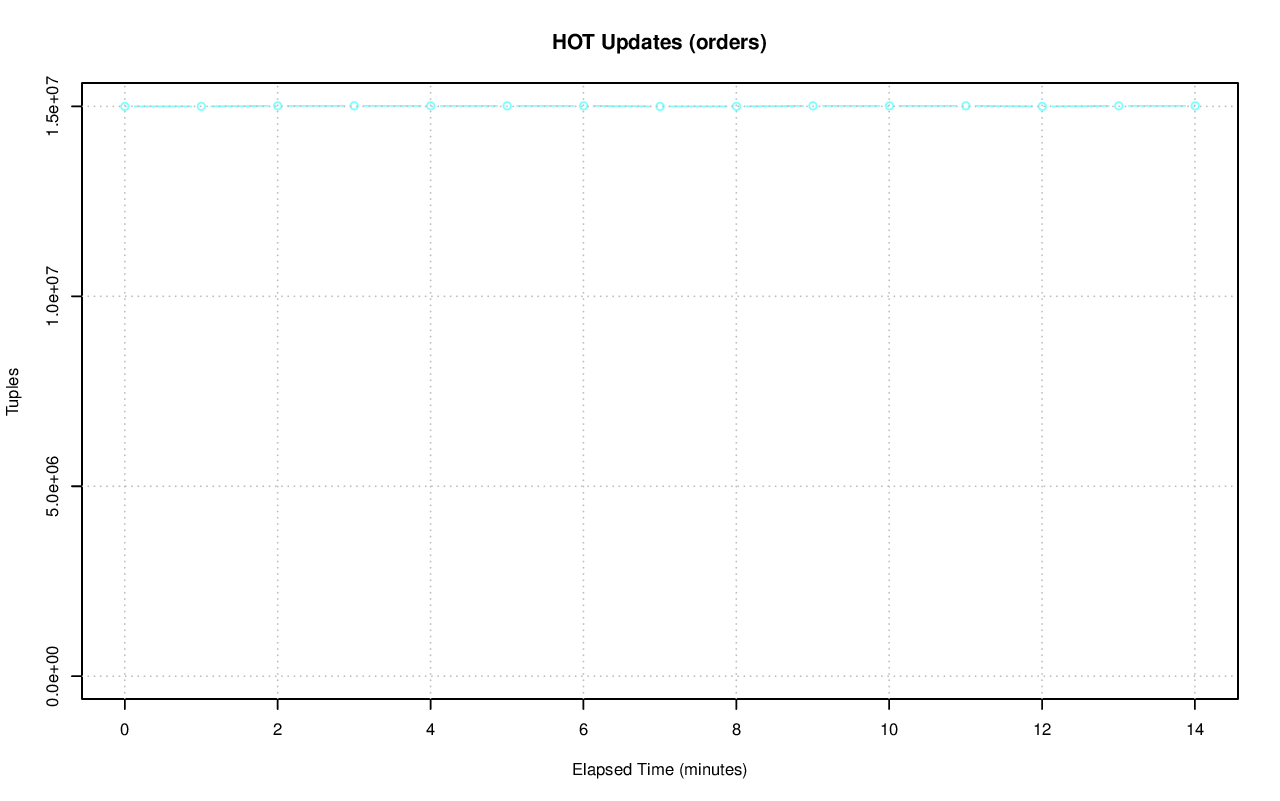 HOT Updates (orders)
1.5e+07
1.0e+07
5.0e+06
0.0e+00
Tuples
0 2 4 6 8 10 12 14
Elapsed Time (minutes)